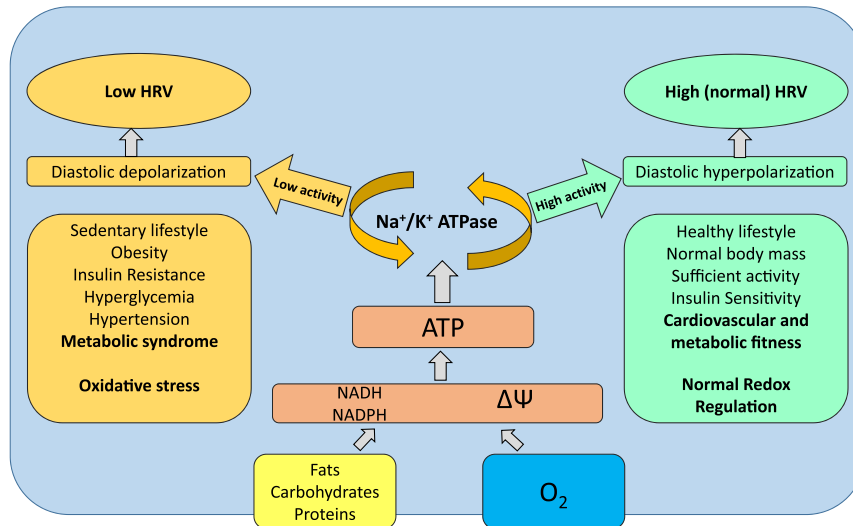 Low HRV
High (normal) HRV
Diastolic depolarization
Low activity
Na⁺/K⁺ ATPase
High activity
Diastolic hyperpolarization
Sedentary lifestyle
Obesity
Insulin Resistance
Hyperglycemia
Hypertension
Metabolic syndrome
Oxidative stress
Healthy lifestyle
Normal body mass
Sufficient activity
Insulin Sensitivity
Cardiovascular and
metabolic fitness
Normal Redox
Regulation
ATP
NADH
NADPH
ΔΨ
Fats
Carbohydrates
Proteins
O₂